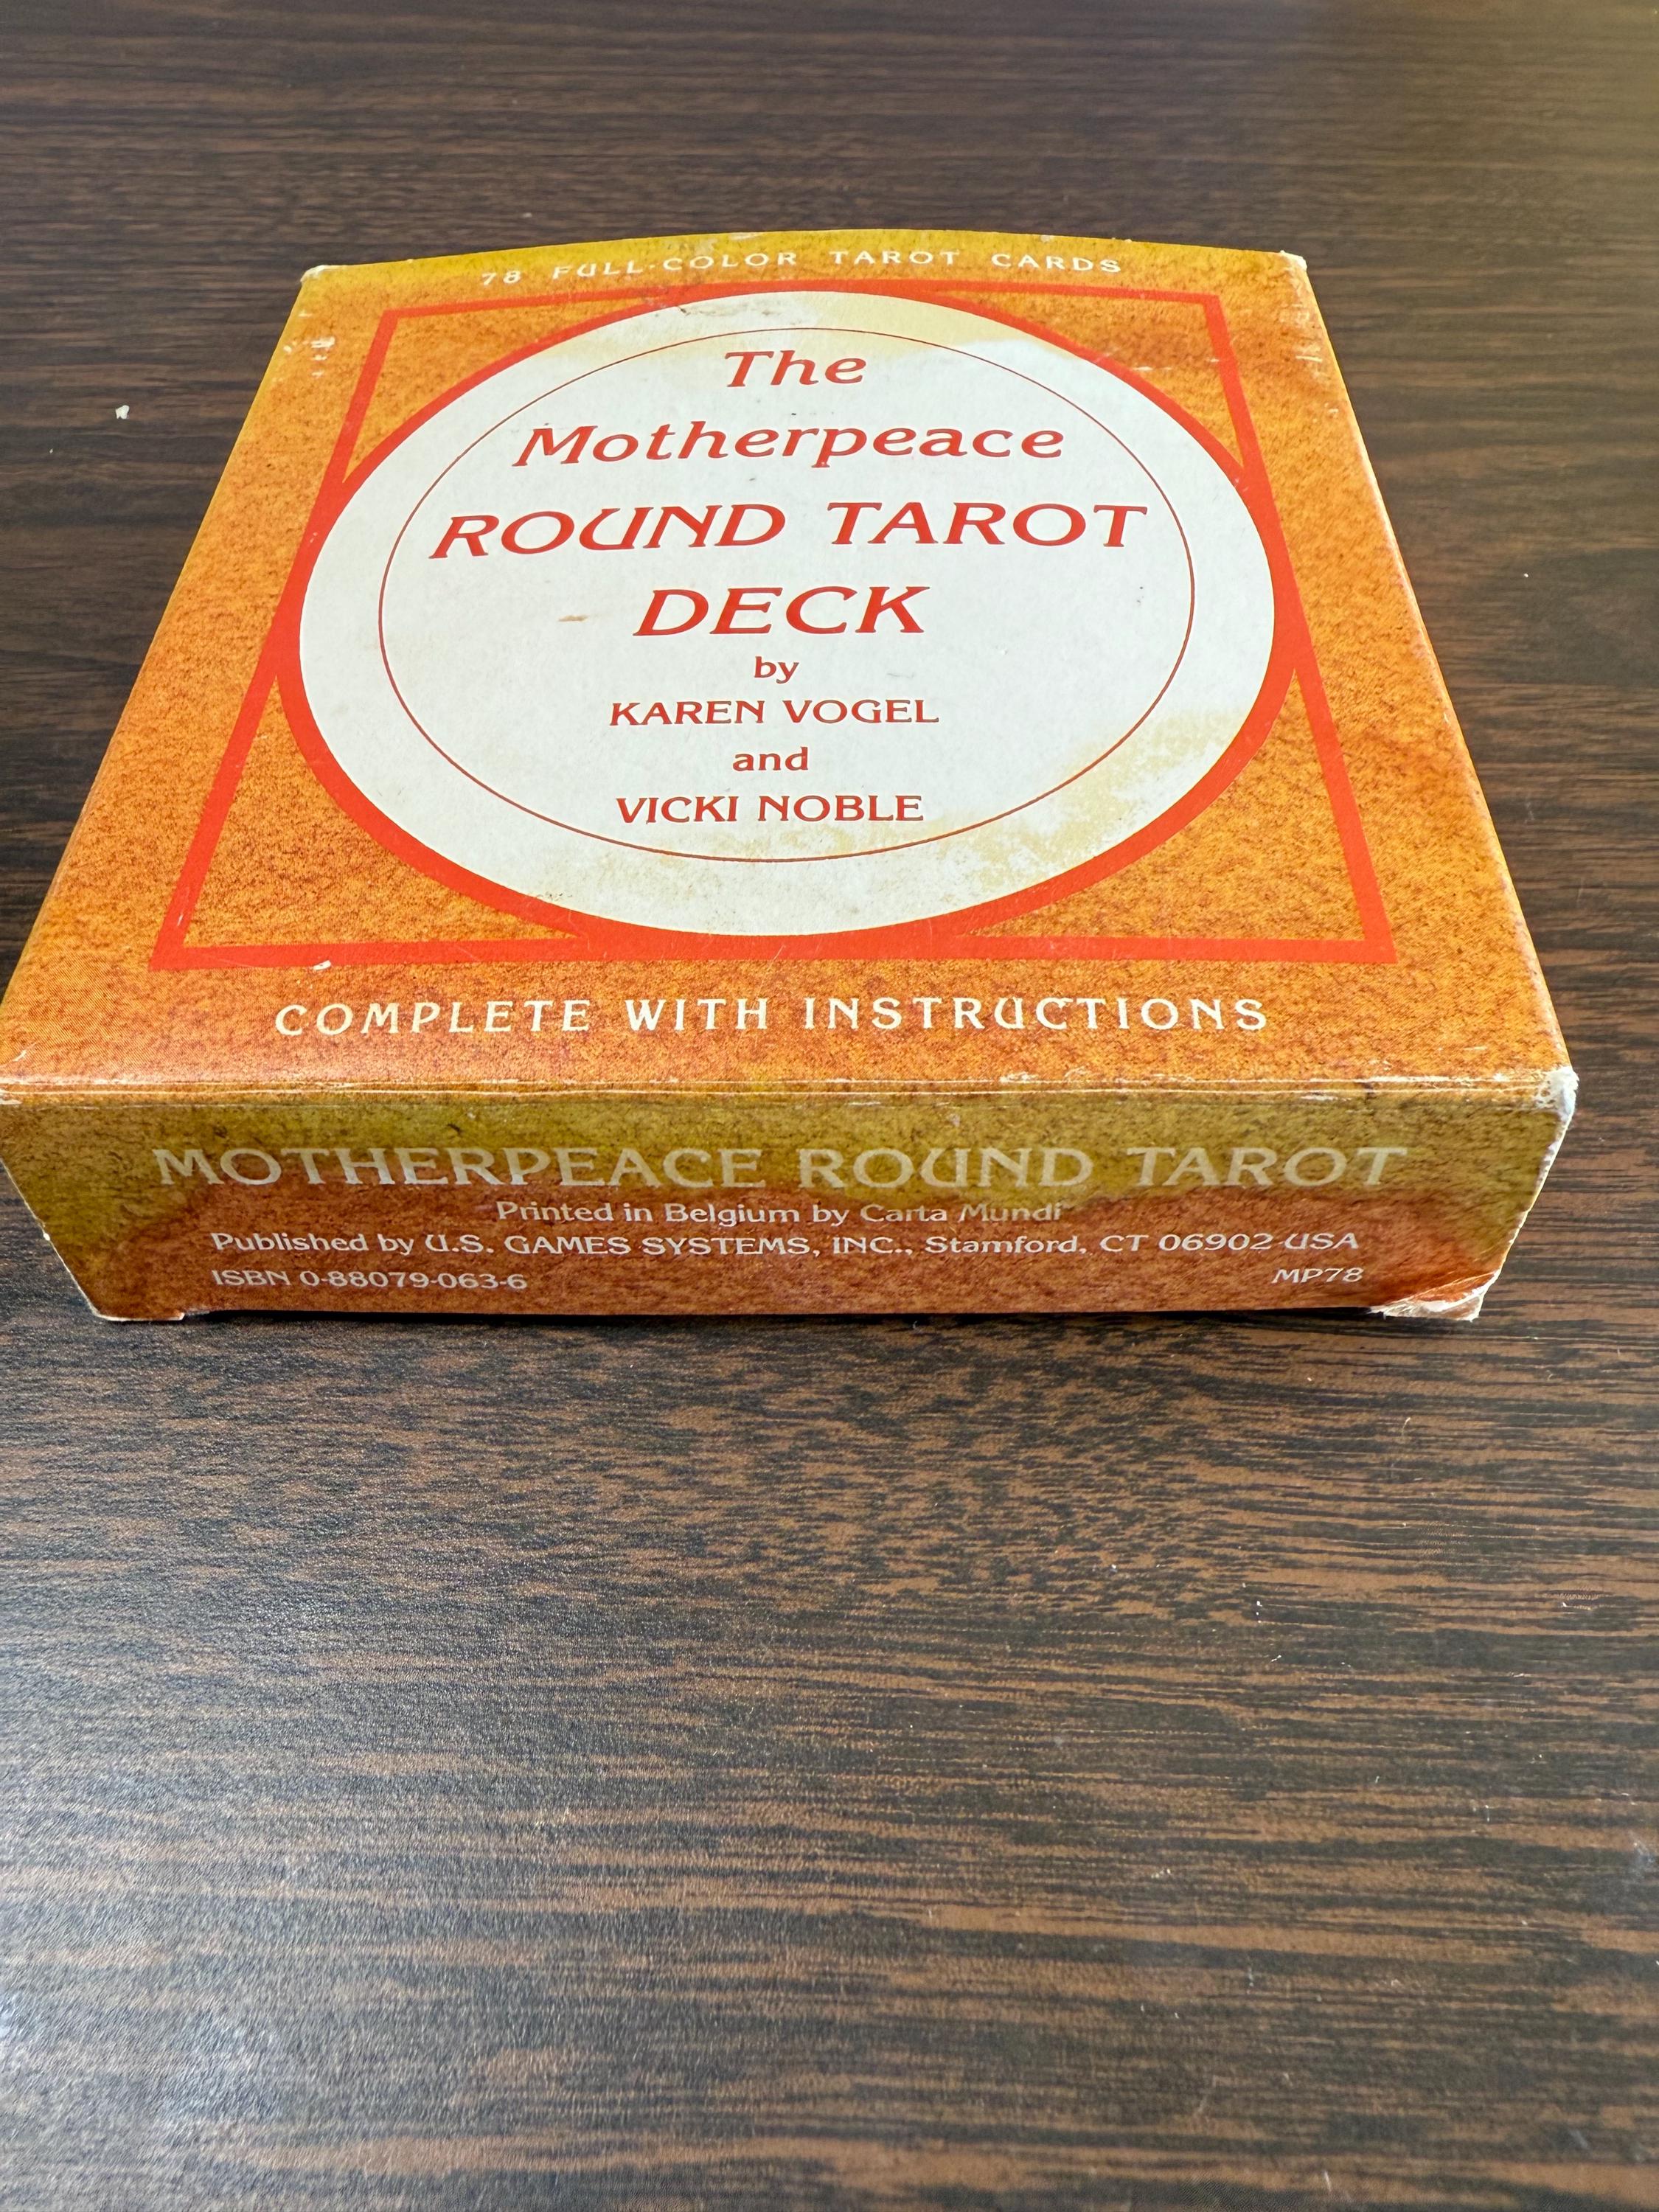 78 FULL-COLOR TAROT CARDS
The
Motherpeace
ROUND TAROT
DECK
by
KAREN VOGEL
and
VICKI NOBLE
COMPLETE WITH INSTRUCTIONS
MOTHERPEACE ROUND TAROT
Printed in Belgium by Carta Mundi
Published by U.S. GAMES SYSTEMS, INC., Stamford, CT 06902 USA
ISBN 0-88079-063-6 MP78